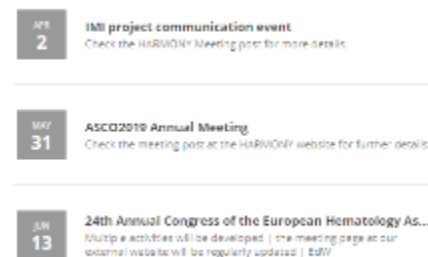 APR
2
IMI project communication event
Check the HARMONY Meeting post for more details
MAY
31
ASCO2019 Annual Meeting
Check the meeting post at the HARMONY website for further details
JUN
13
24th Annual Congress of the European Hematology As...
Multiple activities will be developed | the meeting page at our
external website will be regularly updated | EdW